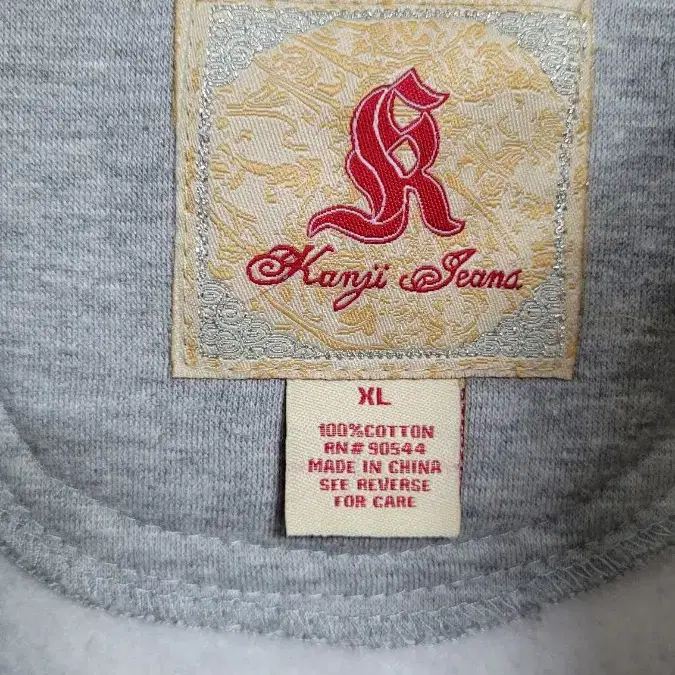 K
Kanji Jeans
XL
100%COTTON
RN# 90544
MADE IN CHINA
SEE REVERSE
FOR CARE